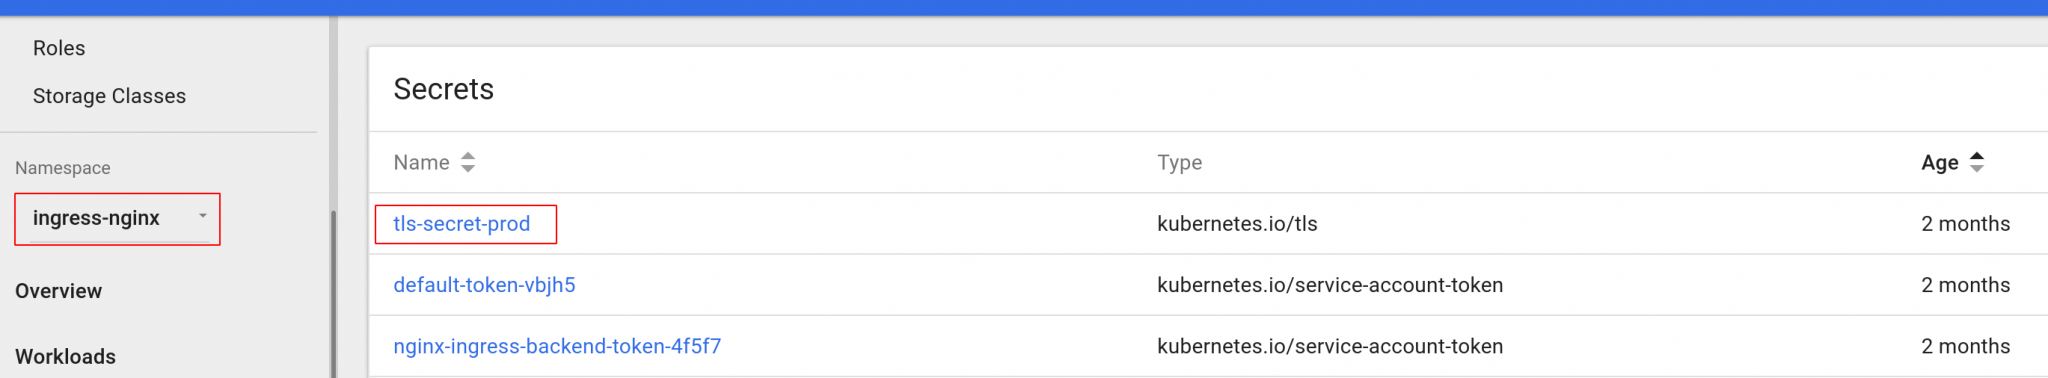 Roles
Storage Classes
Namespace
ingress-nginx
Overview
Workloads
Secrets
Name Type Age
tls-secret-prod kubernetes.io/tls 2 months
default-token-vbjh5 kubernetes.io/service-account-token 2 months
nginx-ingress-backend-token-4f5f7 kubernetes.io/service-account-token 2 months